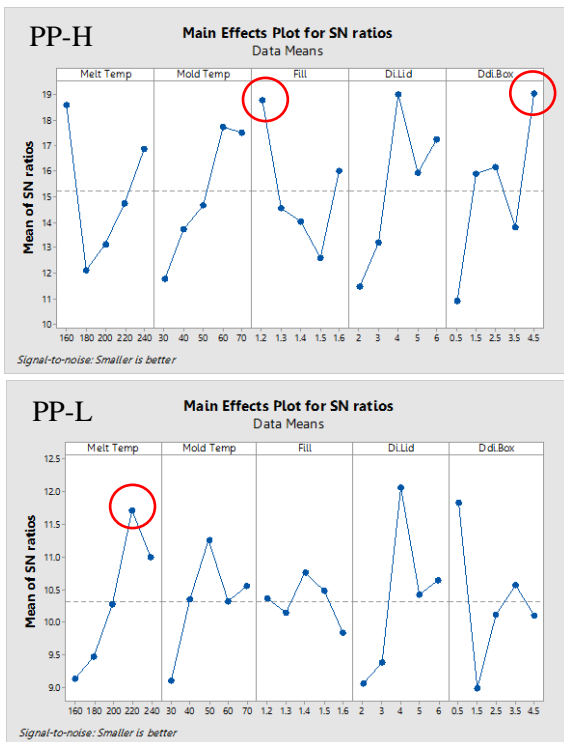 PP-H
Main Effects Plot for SN ratios
Data Means
Melt Temp Mold Temp Fill Di.Lid Ddi.Box
Mean of SN ratios
19
18
17
16
15
14
13
12
11
10
160 180 200 220 240 30 40 50 60 70 1.2 1.3 1.4 1.5 1.6 2 3 4 5 6 0.5 1.5 2.5 3.5 4.5
Signal-to-noise: Smaller is better
PP-L
Main Effects Plot for SN ratios
Data Means
Melt Temp Mold Temp Fill Di.Lid Ddi.Box
Mean of SN ratios
12.5
12.0
11.5
11.0
10.5
10.0
9.5
9.0
160 180 200 220 240 30 40 50 60 70 1.2 1.3 1.4 1.5 1.6 2 3 4 5 6 0.5 1.5 2.5 3.5 4.5
Signal-to-noise: Smaller is better